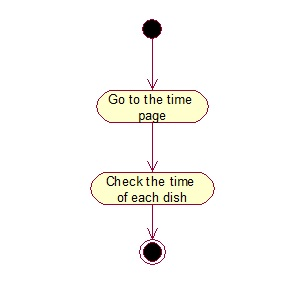 Go to the time
page
Check the time
of each dish